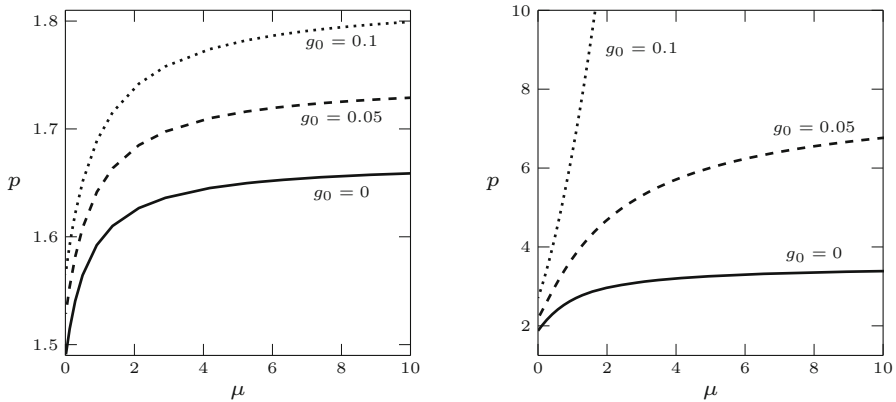 1.8
g₀ = 0.1
1.7
g₀ = 0.05
p
g₀ = 0
1.6
1.5
0 2 4 6 8 10
μ
10
g₀ = 0.1
8
g₀ = 0.05
6
p
4
g₀ = 0
2
0 2 4 6 8 10
μ